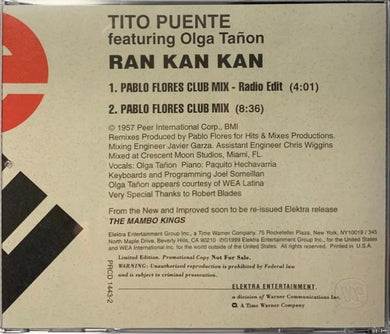 TITO PUENTE
featuring Olga Tañon
RAN KAN KAN
1. PABLO FLORES CLUB MIX - Radio Edit (4:01)
2. PABLO FLORES CLUB MIX (8:36)
© 1957 Peer International Corp., BMI
Remixes Produced by Pablo Flores for Hits & Mixes Productions.
Mixing Engineer Javier Garza. Assistant Engineer Chris Wiggins
Mixed at Crescent Moon Studios, Miami, FL.
Vocals: Olga Tañon Piano: Paquito Hechavarria
Keyboards and Programming Joel Someillan
Olga Tañon appears courtesy of WEA Latina
Very Special Thanks to Robert Blades
From the New and Improved soon to be re-issued Elektra release
THE MAMBO KINGS
Elektra Entertainment Group Inc., a Time Warner Company. 75 Rockefeller Plaza, New York, NY10019 / 345
North Maple Drive, Beverly Hills, CA 90210 ©1999 Elektra Entertainment Group Inc., for the United States
and WEA International Inc. for the world outside of the United States. All rights reserved. Printed in U.S.A.
Limited Edition. Promotional Copy Not For Sale.
WARNING: Unauthorized reproduction is prohibited by Federal law
and is subject to criminal prosecution.
ELEKTRA ENTERTAINMENT
a division of Warner Communications Inc.
A Time Warner Company
PRCD 1443-2